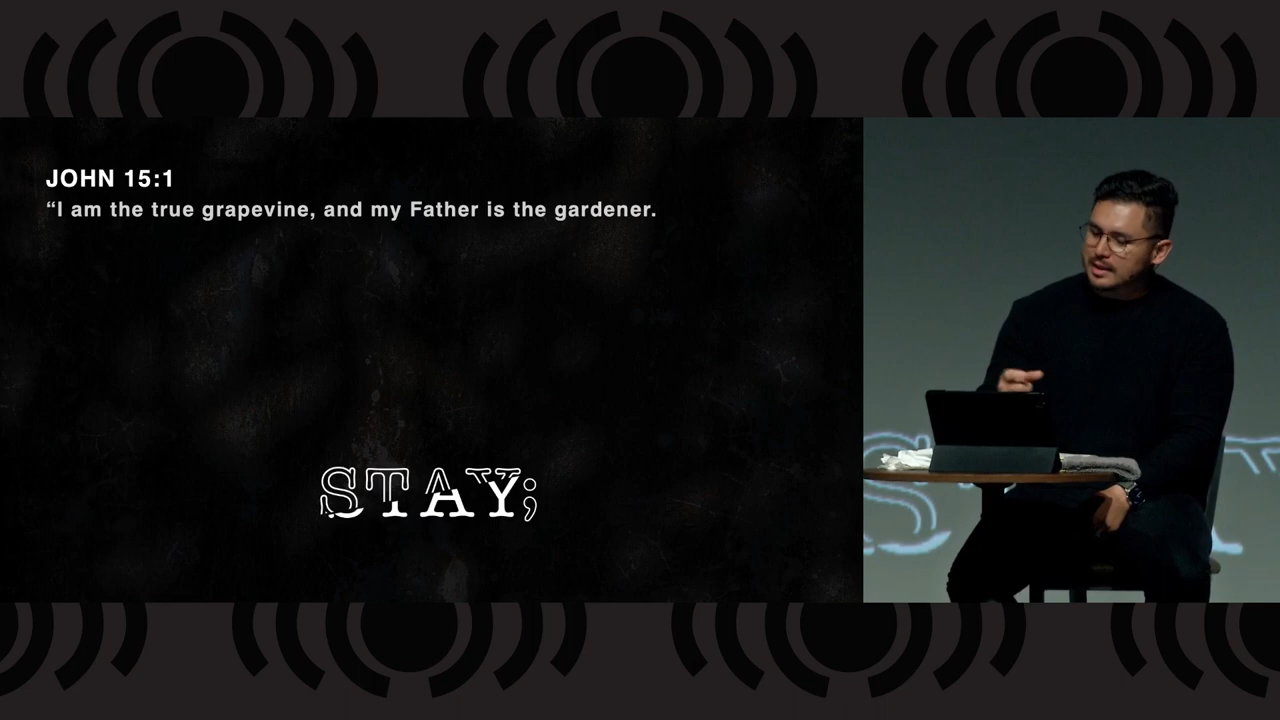 JOHN 15:1
“I am the true grapevine, and my Father is the gardener.
STAY;